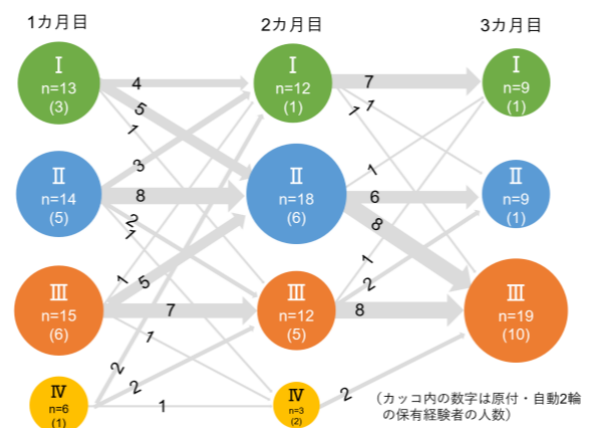 1カ月目
2カ月目
3カ月目
Ⅰ
n=13
(3)
4
5
1
Ⅰ
n=12
(1)
7
1
1
Ⅰ
n=9
(1)
Ⅱ
n=14
(5)
3
8
2
1
Ⅱ
n=18
(6)
1
6
8
Ⅱ
n=9
(1)
Ⅲ
n=15
(6)
1
5
7
1
Ⅲ
n=12
(5)
1
2
8
Ⅲ
n=19
(10)
Ⅳ
n=6
(1)
2
2
1
Ⅳ
n=3
(2)
2
(カッコ内の数字は原付・自動2輪
の保有経験者の人数)